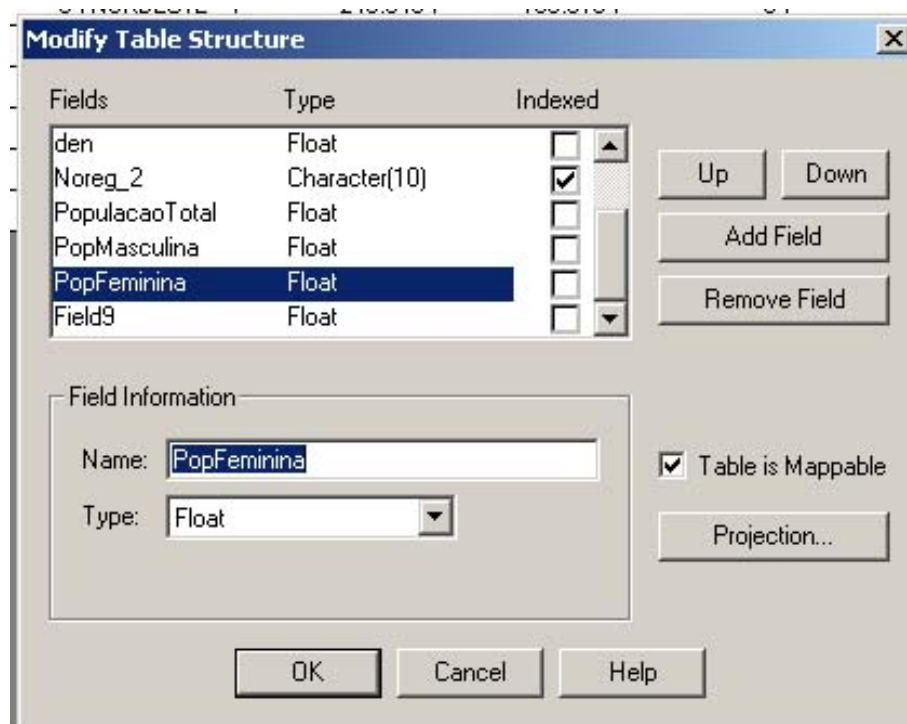 Modify Table Structure
Fields Type Indexed
den Float
Noreg_2 Character(10)
PopulacaoTotal Float
PopMasculina Float
PopFeminina Float
Field9 Float
Up Down
Add Field
Remove Field
Field Information
Name: PopFeminina
Type: Float
Table is Mappable
Projection...
OK Cancel Help